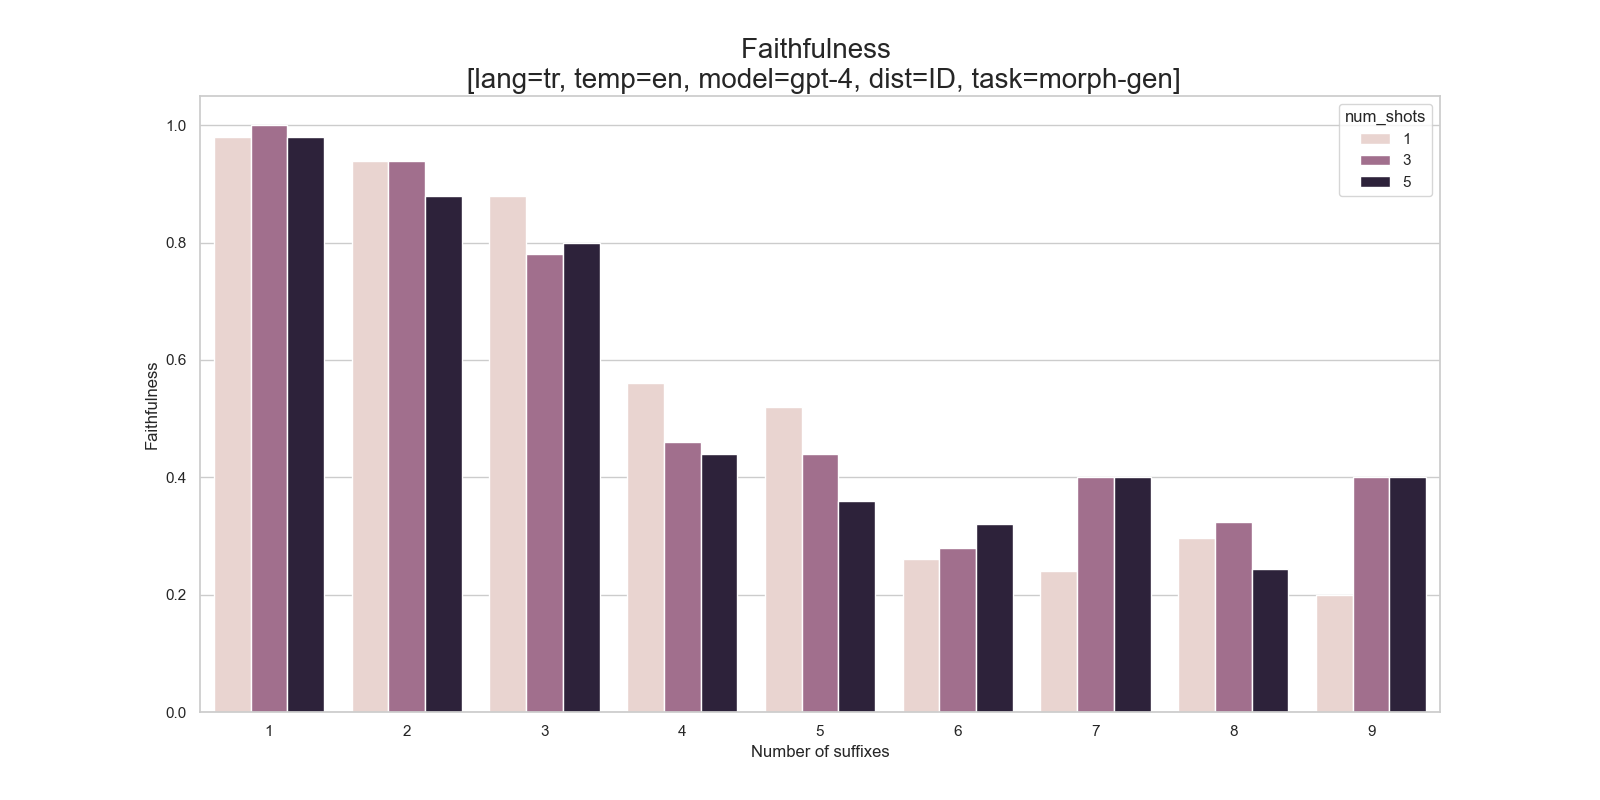 Faithfulness
[lang=tr, temp=en, model=gpt-4, dist=ID, task=morph-gen]
num_shots
1
3
5
Faithfulness
1.0
0.8
0.6
0.4
0.2
0.0
1 2 3 4 5 6 7 8 9
Number of suffixes